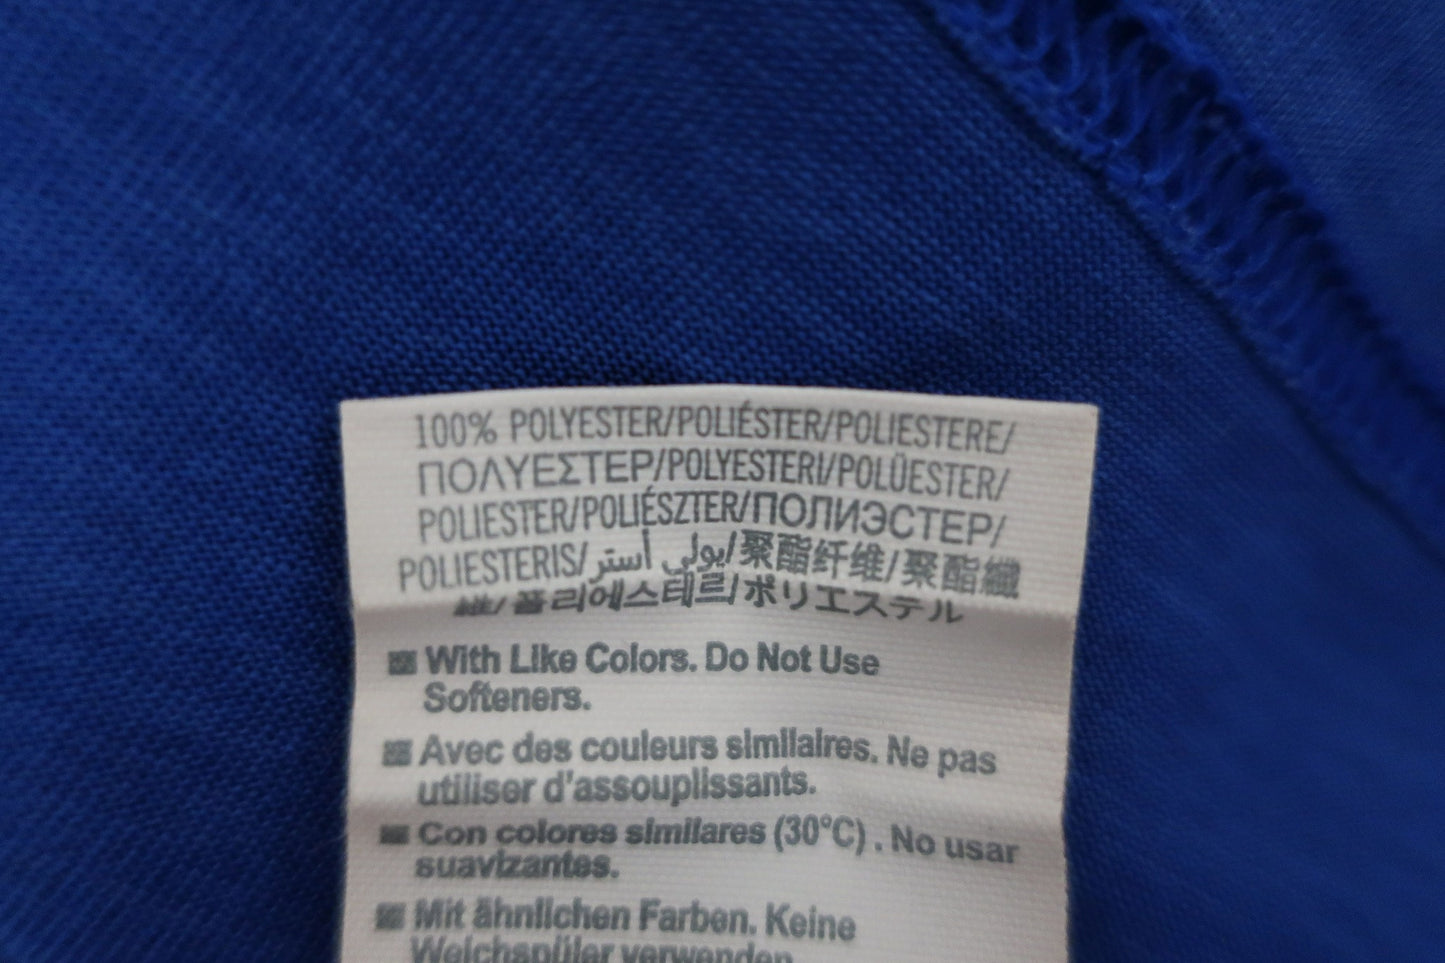 100% POLYESTER/POLIÉSTER/POLIESTERE/
ΠΟΛΥΕΣΤΕΡ/POLYESTERI/POLÜESTER/
POLIESTER/POLIÉSZTER/ПОЛИЭСТЕР/
POLIESTERIS/بولي أستر/聚酯纤维/聚酯纖
維/폴리에스테르/ポリエステル
With Like Colors. Do Not Use
Softeners.
Avec des couleurs similaires. Ne pas
utiliser d'assouplissants.
Con colores similares (30°C) . No usar
suavizantes.
Mit ähnlichen Farben. Keine
Weichspüler verwenden